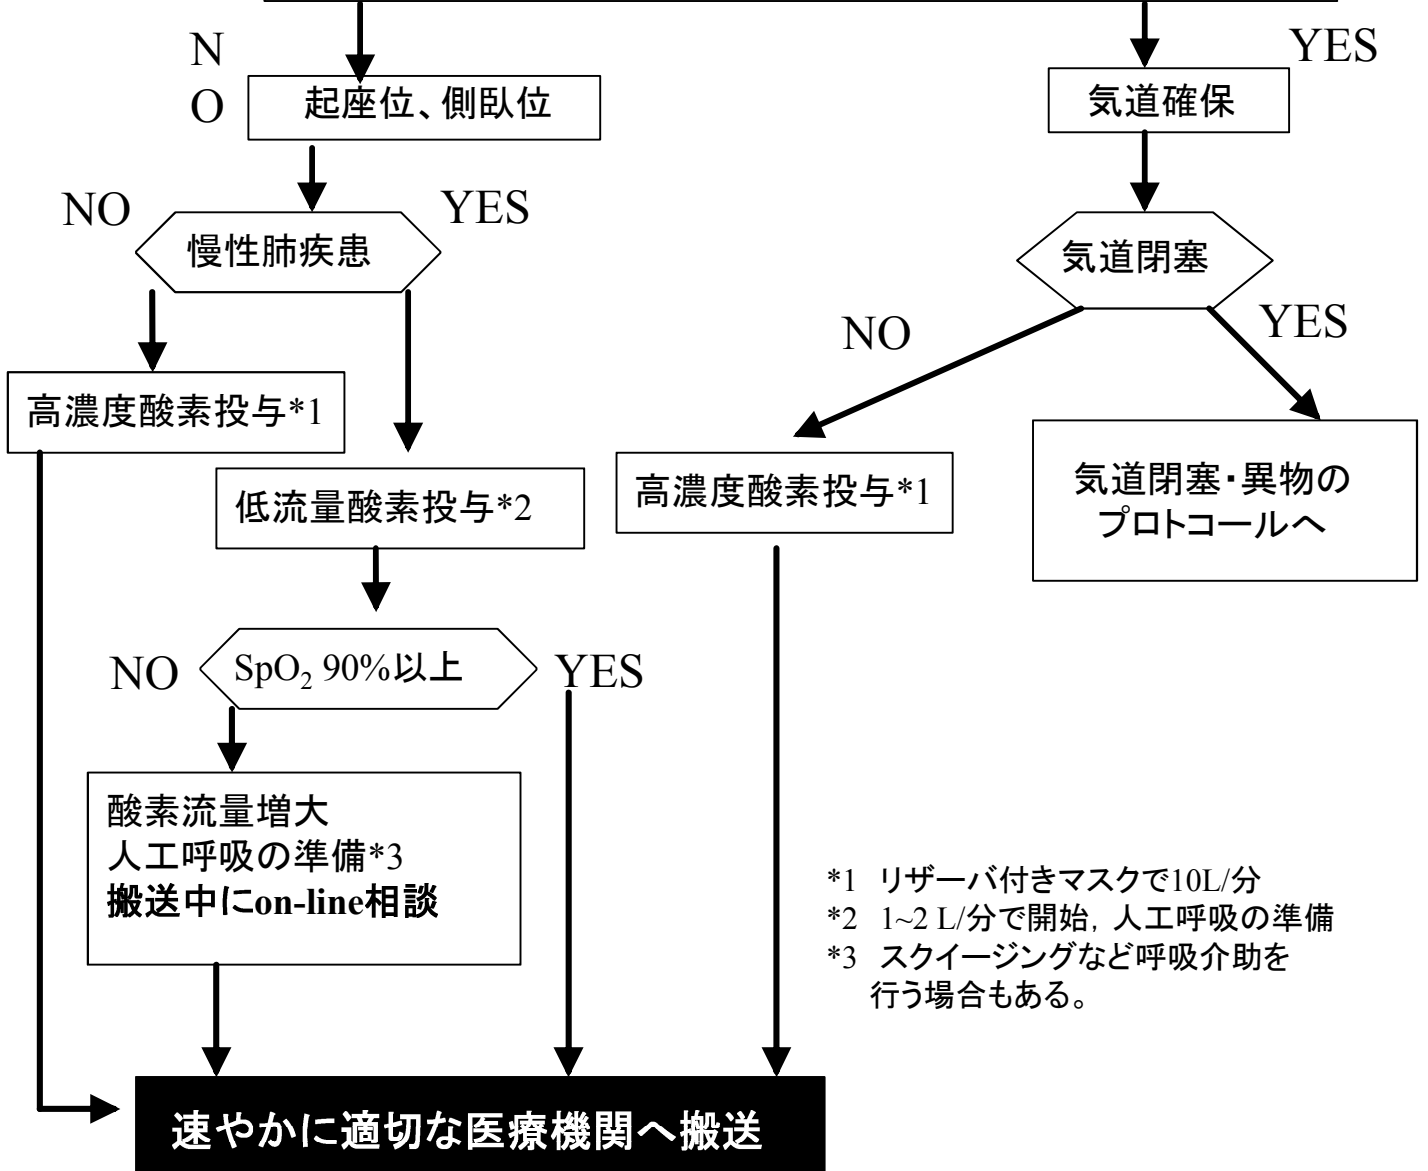 N
O
YES
起座位、側臥位
気道確保
NO
YES
慢性肺疾患
気道閉塞
NO
YES
高濃度酸素投与*1
低流量酸素投与*2
高濃度酸素投与*1
気道閉塞・異物の
プロトコールへ
NO
SpO₂ 90%以上
YES
酸素流量増大
人工呼吸の準備*3
搬送中にon-line相談
*1 リザーバ付きマスクで10L/分
*2 1~2 L/分で開始,人工呼吸の準備
*3 スクイージングなど呼吸介助を
行う場合もある。
速やかに適切な医療機関へ搬送